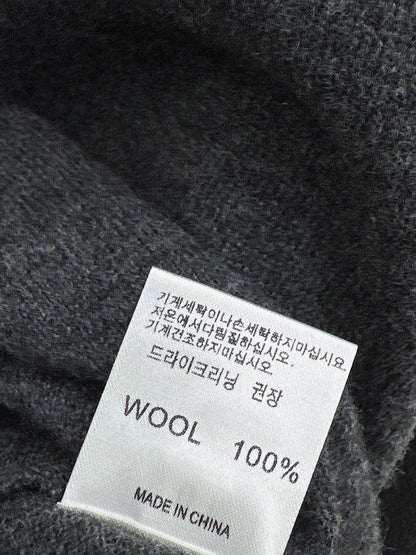 기계세탁이나손세탁하지마십시요.
저온에서다림질하십시오.
기계건조하지마십시오
드라이크리닝 권장
WOOL 100%
MADE IN CHINA